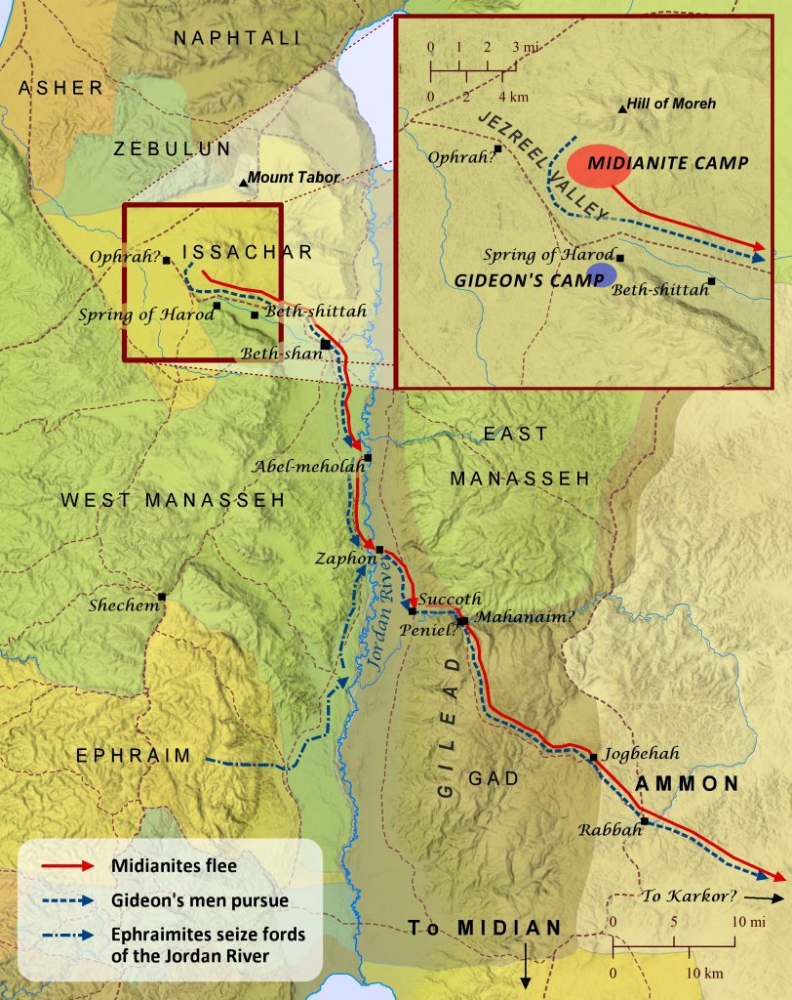 NAPHTALI
ASHER
ZEBULUN
Mount Tabor
ISSACHAR
Ophrah?
Spring of Harod
Beth-shittah
Beth-shan
0 1 2 3 mi
0 2 4 km
Hill of Moreh
JEZREEL VALLEY
Ophrah?
MIDIANITE CAMP
Spring of Harod
GIDEON'S CAMP
Beth-shittah
EAST
MANASSEH
Abel-meholah
WEST MANASSEH
Zaphon
Jordan River
Shechem
Succoth
Peniel?
Mahanaim?
GILEAD
EPHRAIM
GAD
Jogbehah
AMMON
Rabbah
Midianites flee
Gideon's men pursue
Ephraimites seize fords
of the Jordan River
To Karkor?
To MIDIAN
0 5 10 mi
0 10 km